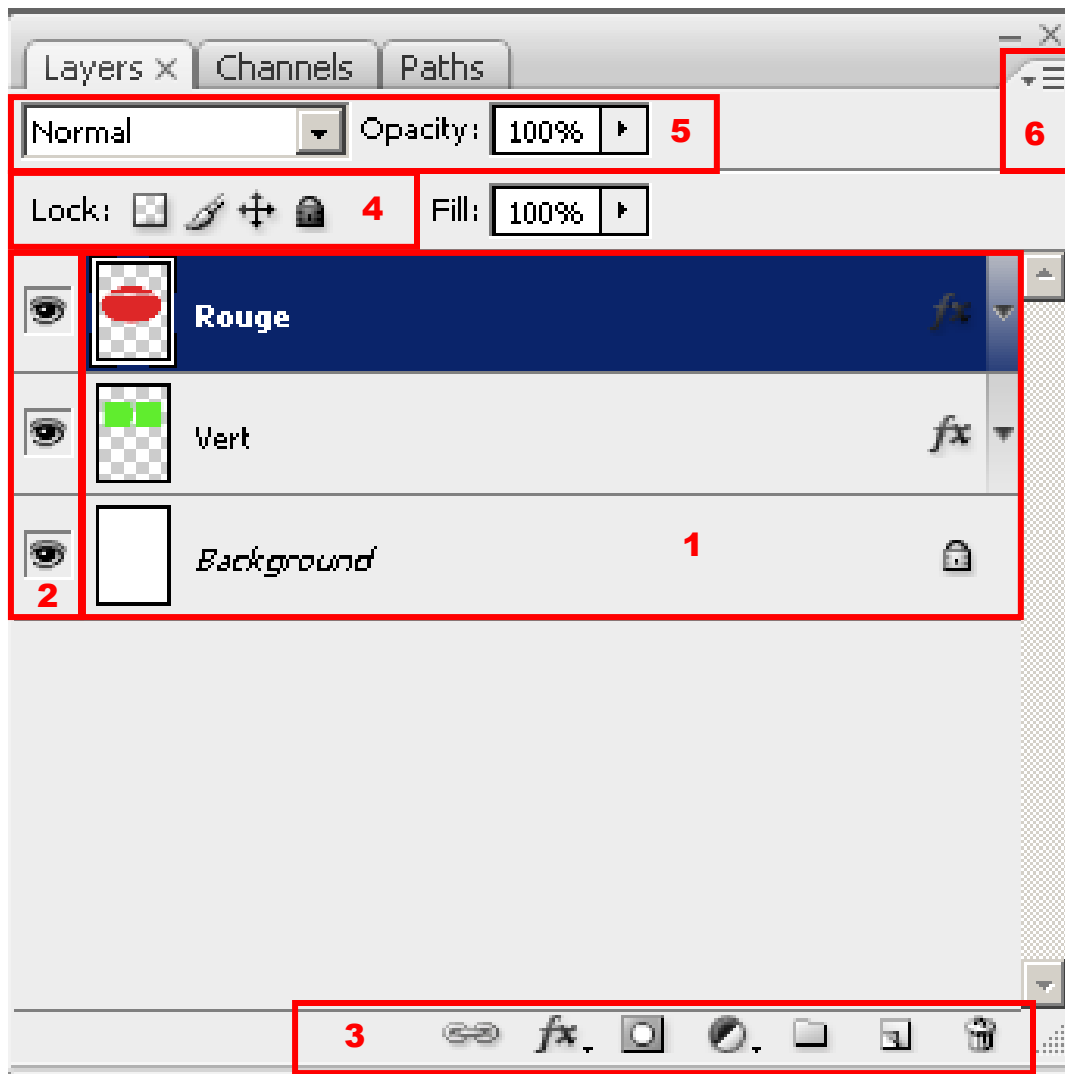 Layers × Channels Paths
Normal Opacity: 100% 5
6
Lock: 4 Fill: 100%
Rouge fx
Vert fx
Background 1
2
3 fx.